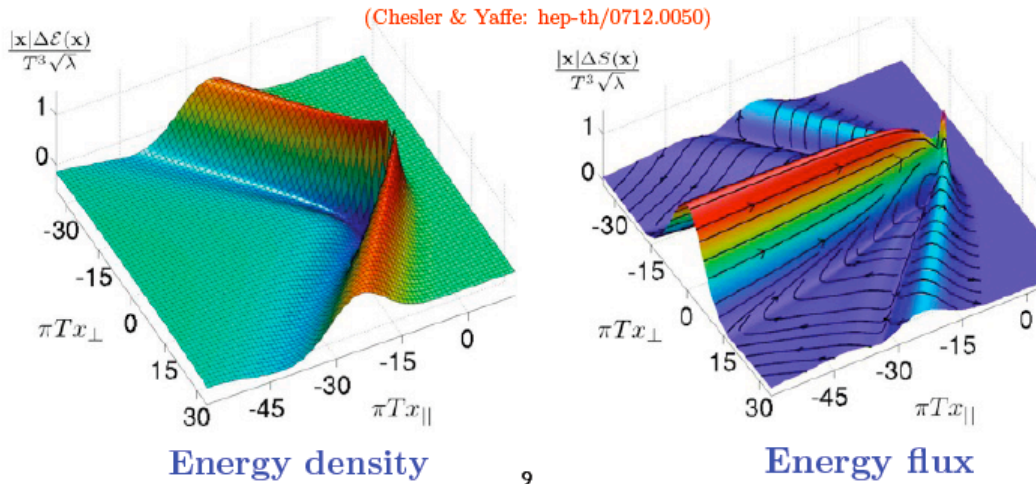 (Chesler & Yaffe: hep-th/0712.0050)
|x|Δℰ(x)
T³√λ
1
0
-30
-15
0
15
30
πTx⊥
-45
-30
-15
0
πTx||
Energy density
|x|ΔS(x)
T³√λ
1
0
-30
-15
0
15
30
πTx⊥
-45
-30
-15
0
πTx||
Energy flux
9